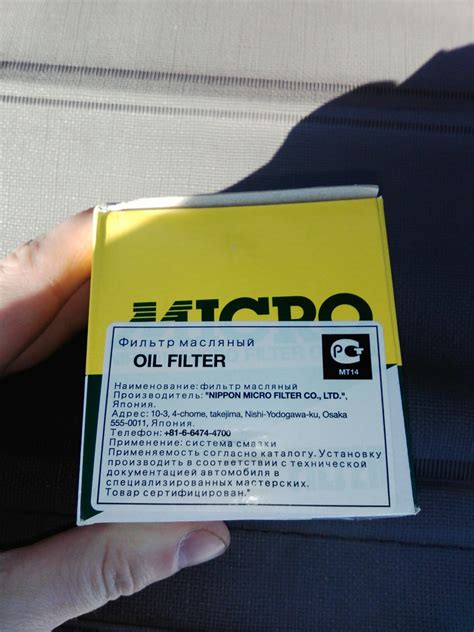 MICRO
Фильтр масляный
OIL FILTER
РСТ
МТ14
Наименование: фильтр масляный
Производитель: "NIPPON MICRO FILTER CO., LTD.",
Япония.
Адрес: 10-3, 4-chome, takejima, Nishi-Yodogawa-ku, Osaka
555-0011, Япония.
Телефон: +81-6-6474-4700
Применение: система смазки
Применяемость согласно каталогу. Установку
производить в соответствии с технической
документацией автомобиля в
специализированных мастерских.
Товар сертифицирован.